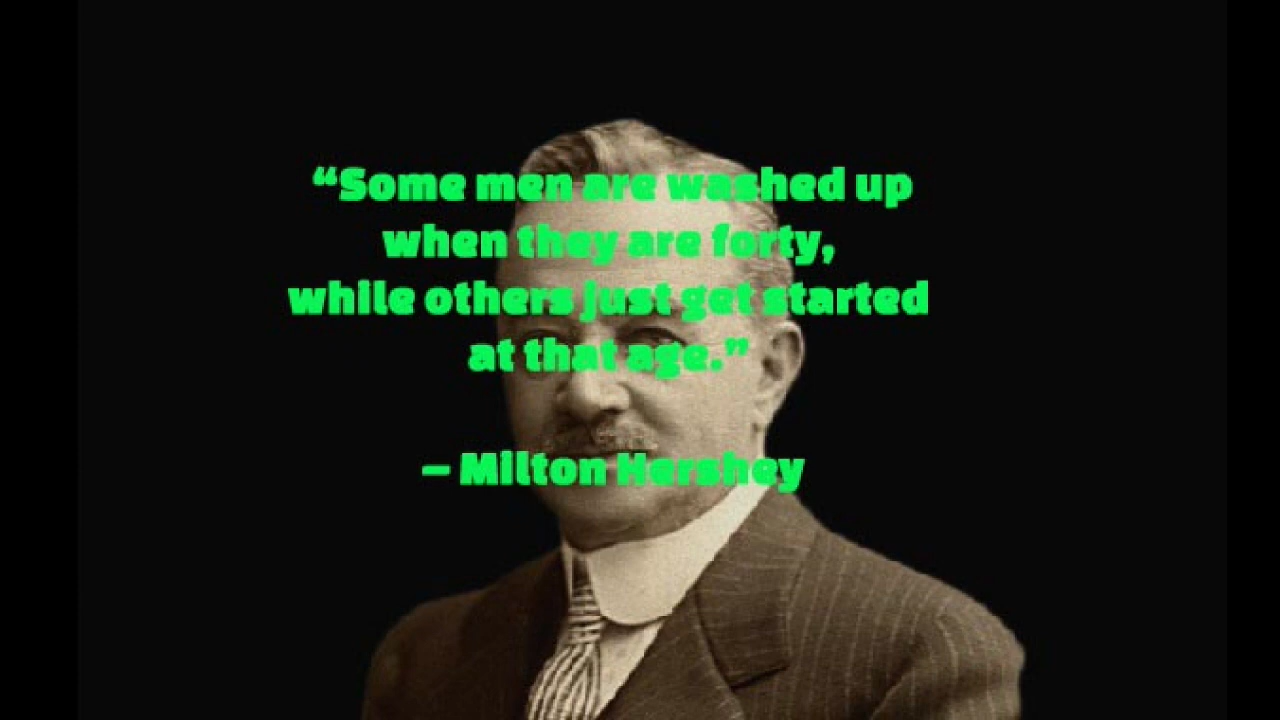 “Some men are washed up
when they are forty,
while others just get started
at that age.”
– Milton Hershey